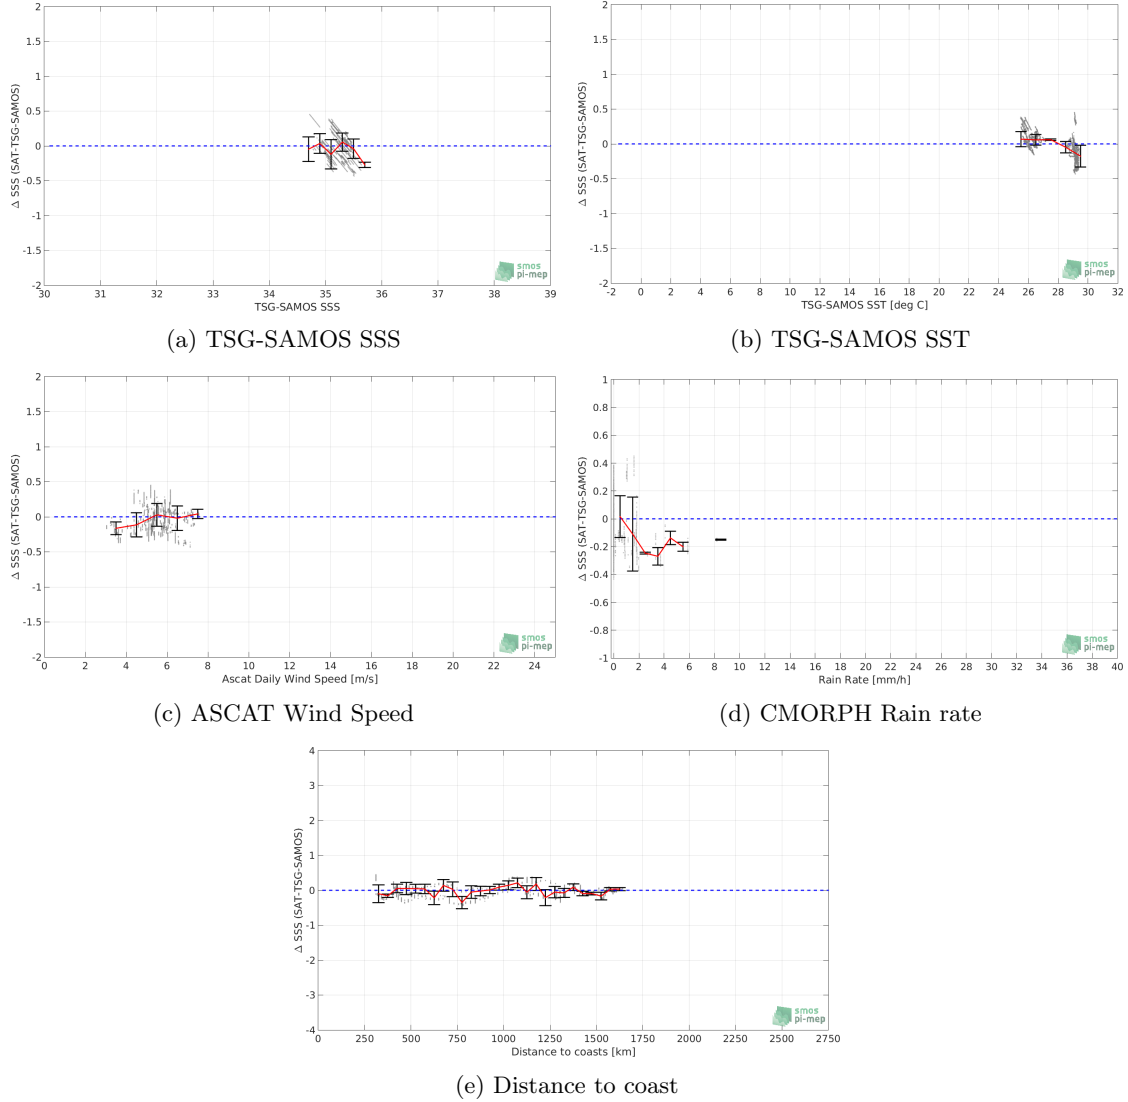 2
1.5
1
0.5
0
-0.5
-1
-1.5
-2
Δ SSS (SAT-TSG-SAMOS)
30 31 32 33 34 35 36 37 38 39
TSG-SAMOS SSS
smos
pi-mep
(a) TSG-SAMOS SSS
2
1.5
1
0.5
0
-0.5
-1
-1.5
-2
Δ SSS (SAT-TSG-SAMOS)
-2 0 2 4 6 8 10 12 14 16 18 20 22 24 26 28 30 32
TSG-SAMOS SST [deg C]
smos
pi-mep
(b) TSG-SAMOS SST
2
1.5
1
0.5
0
-0.5
-1
-1.5
-2
Δ SSS (SAT-TSG-SAMOS)
0 2 4 6 8 10 12 14 16 18 20 22 24
Ascat Daily Wind Speed [m/s]
smos
pi-mep
(c) ASCAT Wind Speed
1
0.8
0.6
0.4
0.2
0
-0.2
-0.4
-0.6
-0.8
-1
Δ SSS (SAT-TSG-SAMOS)
0 2 4 6 8 10 12 14 16 18 20 22 24 26 28 30 32 34 36 38 40
Rain Rate [mm/h]
smos
pi-mep
(d) CMORPH Rain rate
4
3
2
1
0
-1
-2
-3
-4
Δ SSS (SAT-TSG-SAMOS)
0 250 500 750 1000 1250 1500 1750 2000 2250 2500 2750
Distance to coasts [km]
smos
pi-mep
(e) Distance to coast